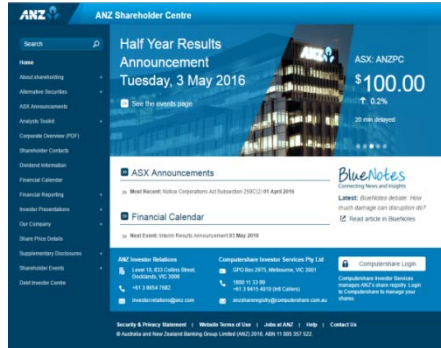 ANZ
ANZ Shareholder Centre
Search
Home
About shareholding
Alternative Securities
ASX Announcements
Analysts Toolkit
Corporate Overview (PDF)
Shareholder Contacts
Dividend Information
Financial Calendar
Financial Reporting
Investor Presentations
Our Company
Share Price Details
Supplementary Disclosures
Shareholder Events
Debt Investor Centre
Half Year Results
Announcement
Tuesday, 3 May 2016
See the events page
ANZ
ASX: ANZPC
$100.00
0.2%
20 min delayed
ASX Announcements
Most Recent: Notice Corporations Act Subsection 259C(2) 01 April 2016
Financial Calendar
Next Event: Interim Results Announcement 03 May 2016
BlueNotes
Connecting News and Insights
Latest: BlueNotes debate: How
much damage can disruption do?
Read article in BlueNotes
ANZ Investor Relations
Level 10, 833 Collins Street,
Docklands, VIC 3008
+61 3 8654 7682
investor.relations@anz.com
Computershare Investor Services Pty Ltd
GPO Box 2975, Melbourne, VIC 3001
1800 11 33 99
+61 3 9415 4010 (Intl Callers)
anzshareregistry@computershare.com.au
Computershare Login
Computershare Investor Services
manages ANZ's share registry. Login
to Computershare to manage your
shares.
Security & Privacy Statement | Website Terms of Use | Jobs at ANZ | Help | Contact Us
© Australia and New Zealand Banking Group Limited (ANZ) 2016, ABN 11 005 357 522.